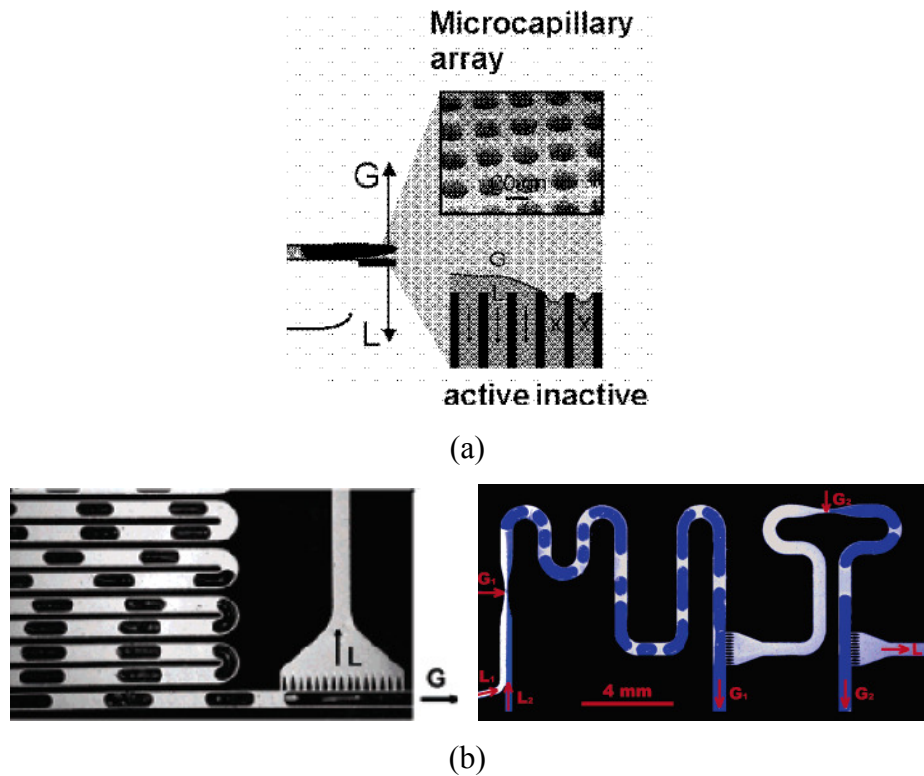 Microcapillary
array
G
G
L
L
active inactive
(a)
L
G
G₁
L₁
L₂
4 mm
G₂
G₁
G₂
L
(b)